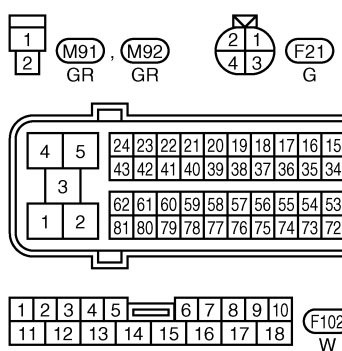 1
2
M91 , M92
GR GR
2 1
4 3
F21
G
4 5
3
1 2
24 23 22 21 20 19 18 17 16 15
43 42 41 40 39 38 37 36 35 34
62 61 60 59 58 57 56 55 54 53
81 80 79 78 77 76 75 74 73 72
1 2 3 4 5 6 7 8 9 10
11 12 13 14 15 16 17 18
F102
W